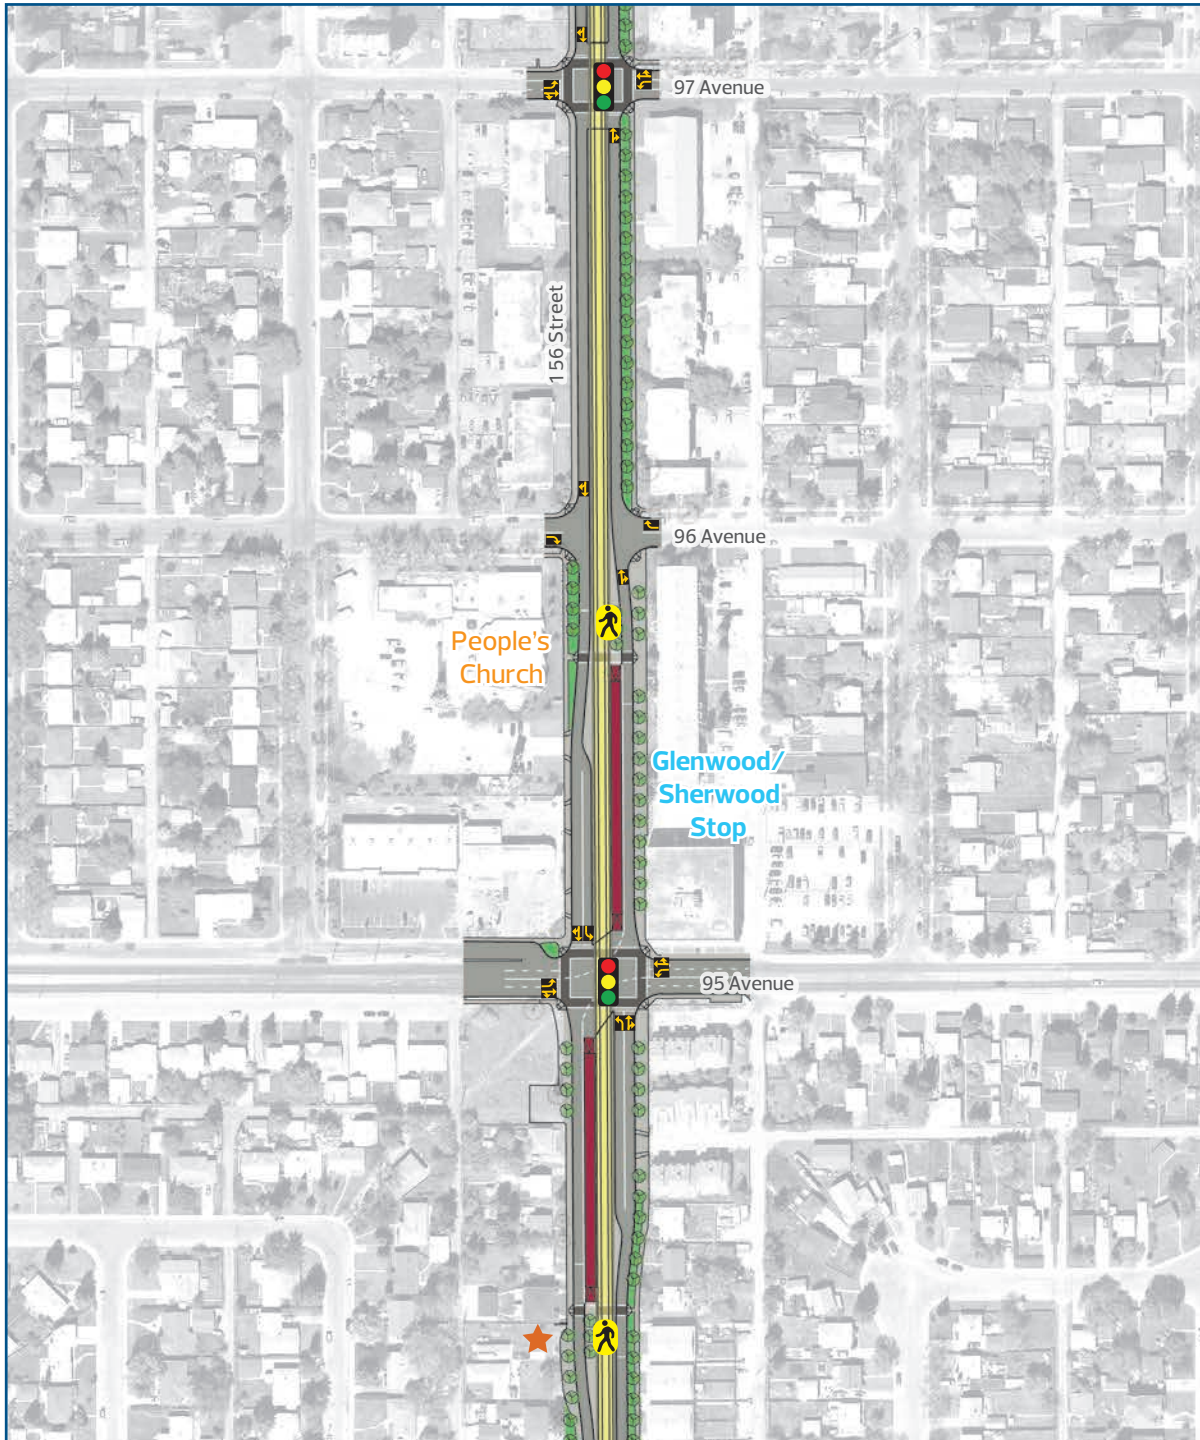 97 Avenue
156 Street
96 Avenue
People's
Church
Glenwood/
Sherwood
Stop
95 Avenue